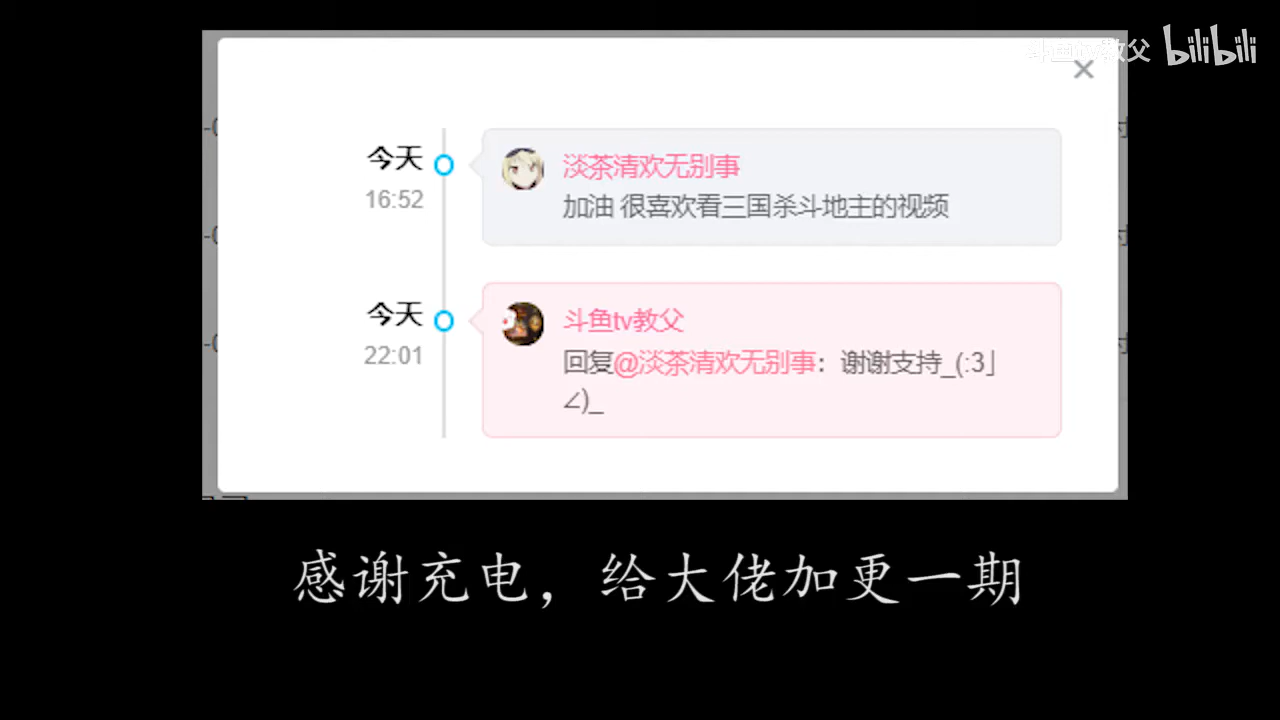 斗鱼tv教父 bilibili
今天
16:52
淡茶清欢无别事
加油 很喜欢看三国杀斗地主的视频
今天
22:01
斗鱼tv教父
回复@淡茶清欢无别事：谢谢支持_(:3」
∠)_
感谢充电，给大佬加更一期